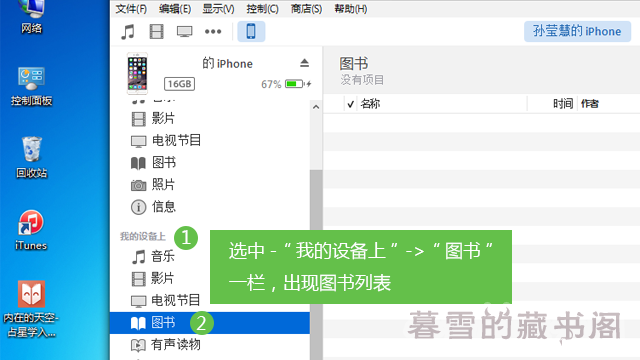 文件(F) 编辑(E) 显示(V) 控制(C) 商店(S) 帮助(H)
网络
孙莹慧的 iPhone
的 iPhone
16GB
67%
图书
没有项目
✓ 名称 时间 作者
控制面板
影片
电视节目
图书
照片
信息
回收站
我的设备上
1
选中 - “ 我的设备上 ” -> “ 图书 ”
一栏，出现图书列表
iTunes
音乐
影片
电视节目
图书
2
有声读物
内在的天空-
占星学入...
暮雪的藏书阁